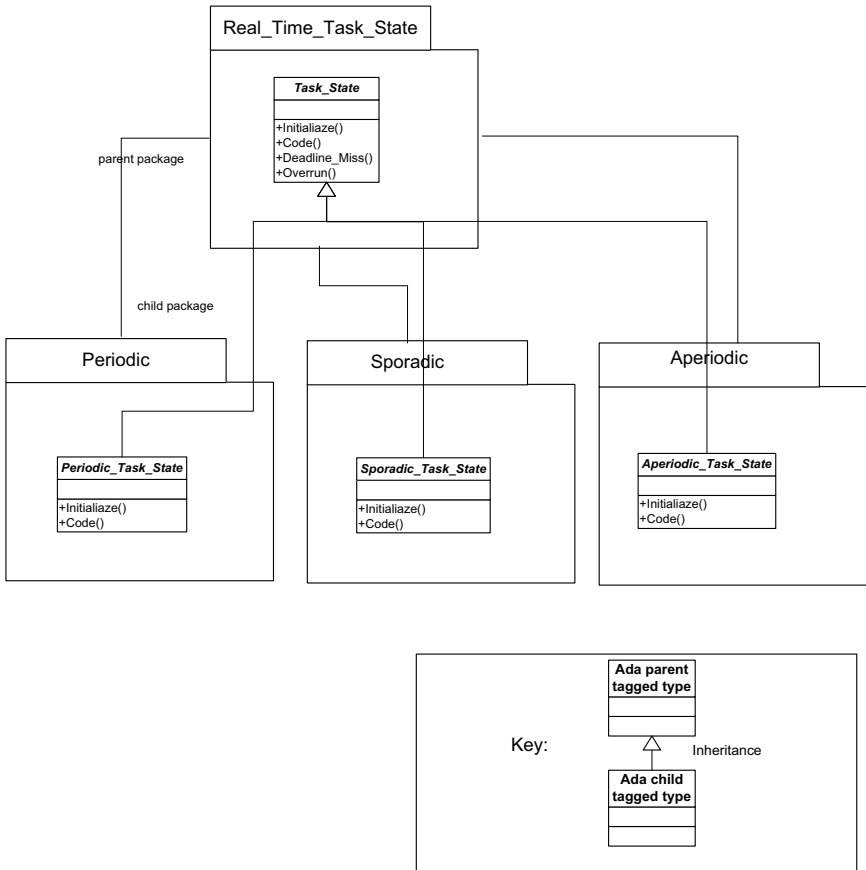 Real_Time_Task_State
Task_State
+Initialiaze()
+Code()
+Deadline_Miss()
+Overrun()
parent package
child package
Periodic
Sporadic
Aperiodic
Periodic_Task_State
+Initialiaze()
+Code()
Sporadic_Task_State
+Initialiaze()
+Code()
Aperiodic_Task_State
+Initialiaze()
+Code()
Key:
Ada parent
tagged type
Inheritance
Ada child
tagged type